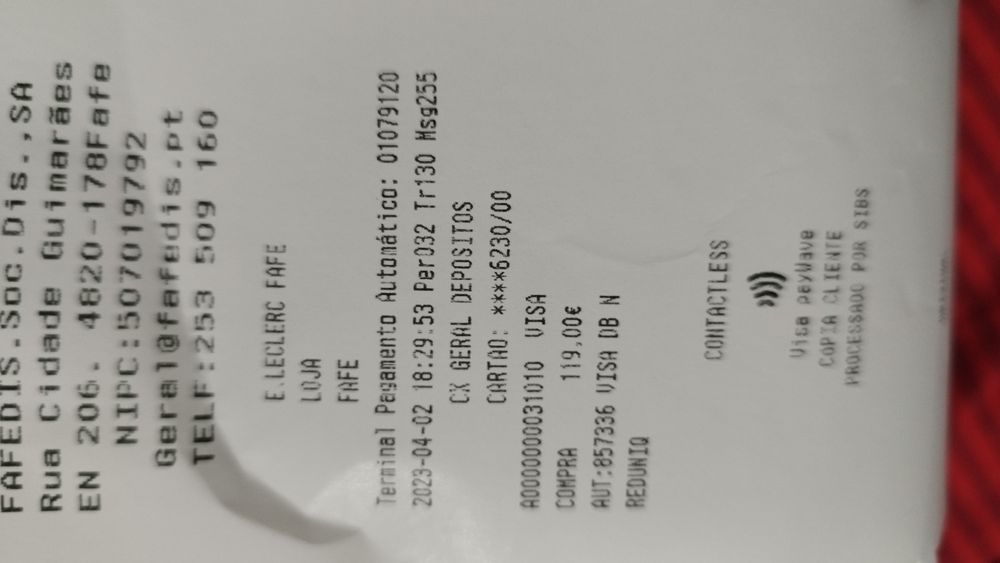 FAFEDIS.Soc.Dis.,SA
Rua Cidade Guimarães
EN 206. 4820-178Fafe
NIPC:507019792
Geral@fafedis.pt
TELF:253 509 160
E.LECLERC FAFE
LOJA
FAFE
Terminal Pagamento Automático: 01079120
2023-04-02 18:29:53 Per032 Tr130 Msg255
CX GERAL DEPOSITOS
CARTAO: ****6230/00
A0000000031010 VISA
COMPRA 119,00€
AUT:857336 VISA DB N
REDUNIQ
CONTACTLESS
Visa payWave
COPIA CLIENTE
PROCESSADO POR SIBS